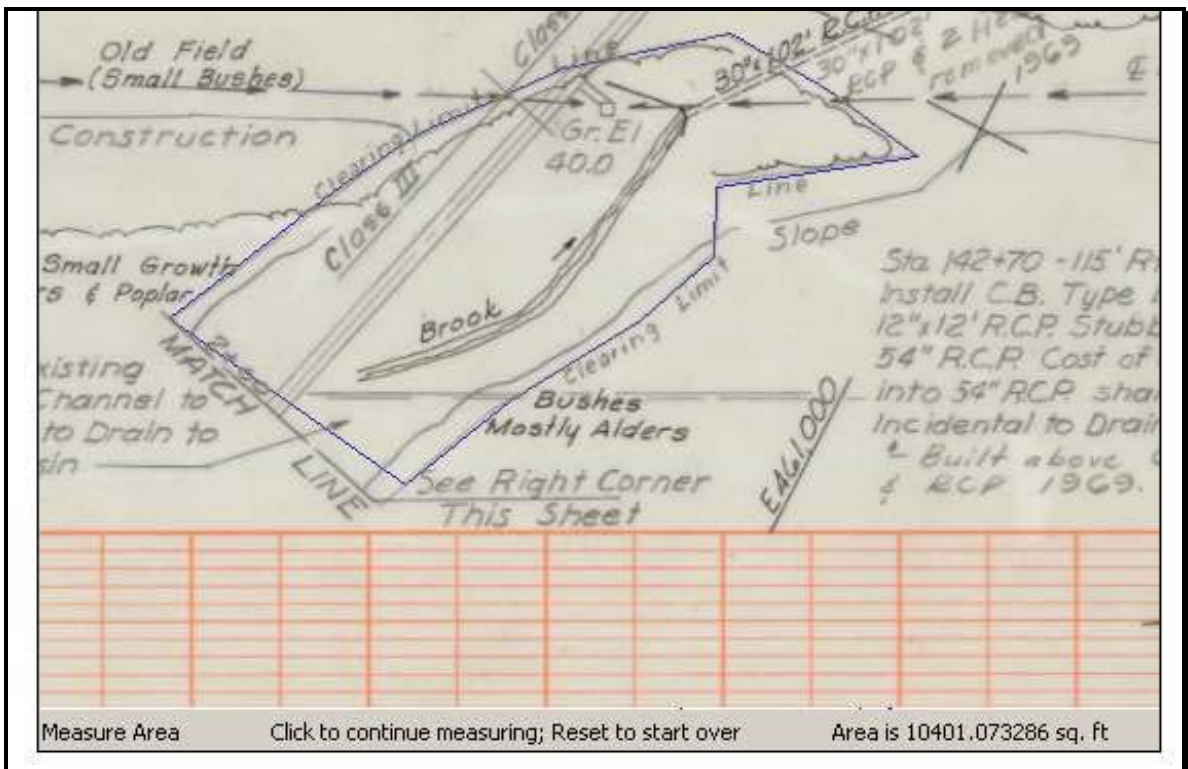 Old Field
(Small Bushes)
Construction
Clearing Limit
Line
Class
Class III
30"x102' R.C.
30"x102'
RCP & 2
removed
1969
Gr. El
40.0
Line
Slope
Small Growth
rs & Poplar
Brook
Clearing Limit
MATCH LINE
xisting
Channel to
to Drain to
sin
Bushes
Mostly Alders
See Right Corner
This Sheet
E.461,000
Sta 142+70 -115' R
Install C.B. Type
12"x12' R.C.P. Stubb
54" R.C.P. Cost of
into 54" RCP sha
Incidental to Drain
Built above
RCP 1969.
Measure Area Click to continue measuring; Reset to start over Area is 10401.073286 sq. ft